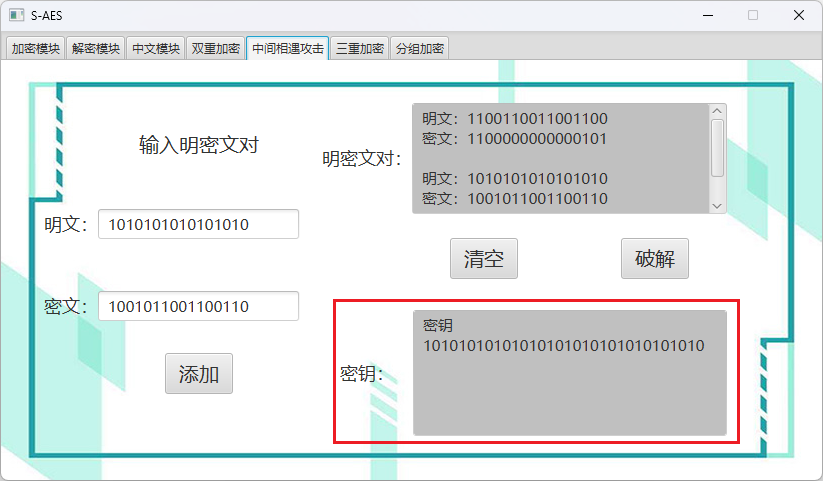 S-AES
加密模块 解密模块 中文模块 双重加密 中间相遇攻击 三重加密 分组加密
输入明密文对
明密文对：
明文：1100110011001100
密文：1100000000000101
明文：1010101010101010
密文：1001011001100110
明文：
1010101010101010
清空
破解
密文：
1001011001100110
添加
密钥：
密钥
10101010101010101010101010101010